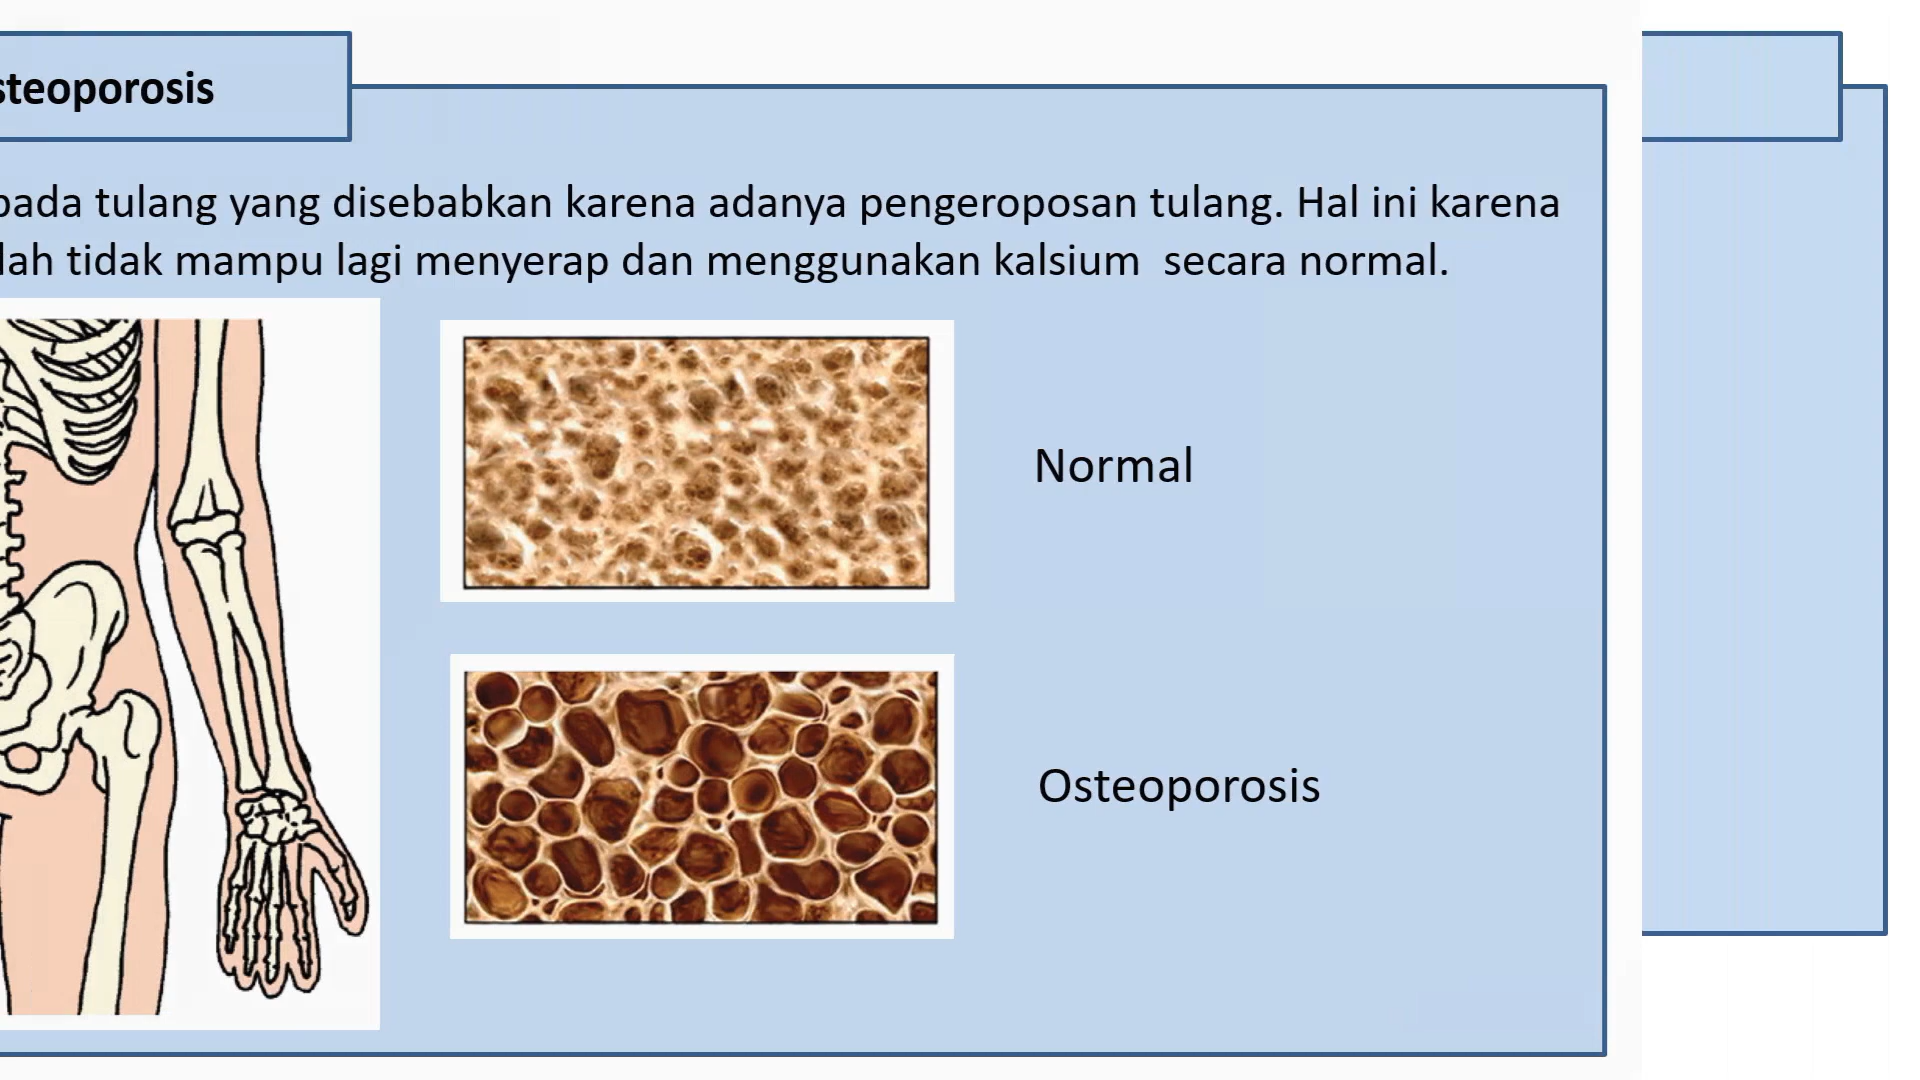 steoporosis
pada tulang yang disebabkan karena adanya pengeroposan tulang. Hal ini karena
lah tidak mampu lagi menyerap dan menggunakan kalsium secara normal.
Normal
Osteoporosis